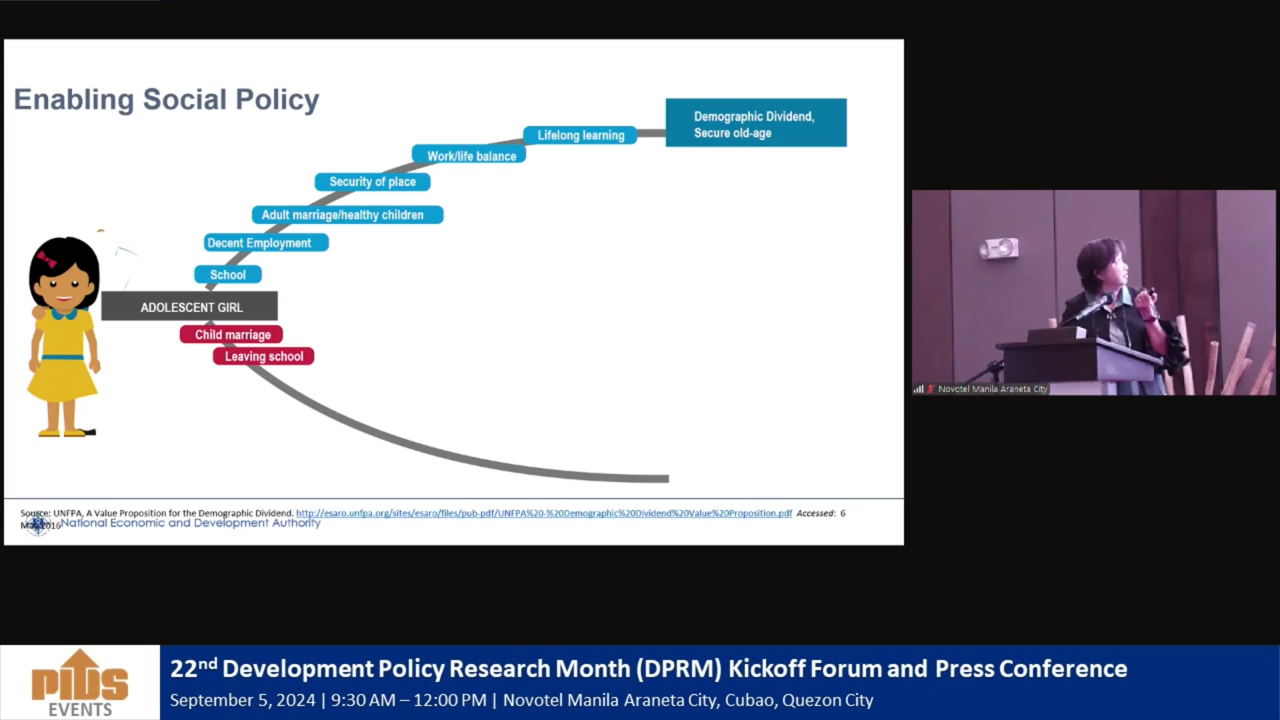 Enabling Social Policy
Demographic Dividend,
Secure old-age
Lifelong learning
Work/life balance
Security of place
Adult marriage/healthy children
Decent Employment
School
ADOLESCENT GIRL
Child marriage
Leaving school
Source: UNFPA, A Value Proposition for the Demographic Dividend. http://esaro.unfpa.org/sites/esaro/files/pub-pdf/UNFPA%20-%20Demographic%20Dividend%20Value%20Proposition.pdf Accessed: 6
May 2016
National Economic and Development Authority
Novotel Manila Araneta City
PIDS
EVENTS
22nd Development Policy Research Month (DPRM) Kickoff Forum and Press Conference
September 5, 2024 | 9:30 AM – 12:00 PM | Novotel Manila Araneta City, Cubao, Quezon City